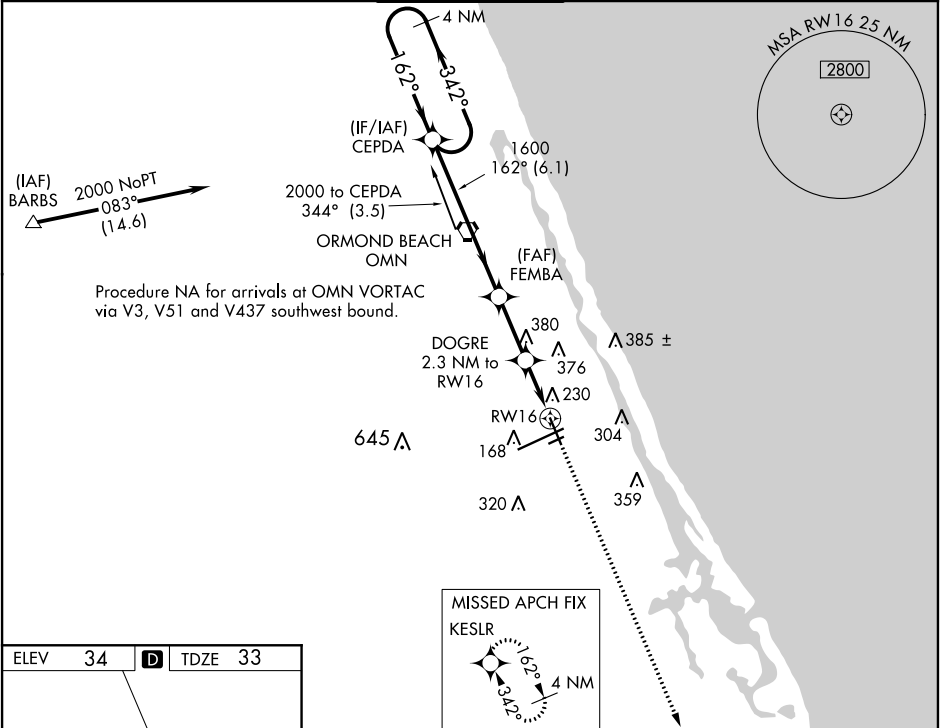 4 NM
162°
342°
MSA RW16 25 NM
2800
(IF/IAF)
CEPDA
1600
162° (6.1)
(IAF)
BARBS
2000 NoPT
083°
(14.6)
2000 to CEPDA
344° (3.5)
ORMOND BEACH
OMN
(FAF)
FEMBA
Procedure NA for arrivals at OMN VORTAC
via V3, V51 and V437 southwest bound.
380
385 ±
DOGRE
2.3 NM to
RW16
376
230
RW16
304
645
168
320
359
MISSED APCH FIX
KESLR
162°
342°
4 NM
ELEV 34 D TDZE 33